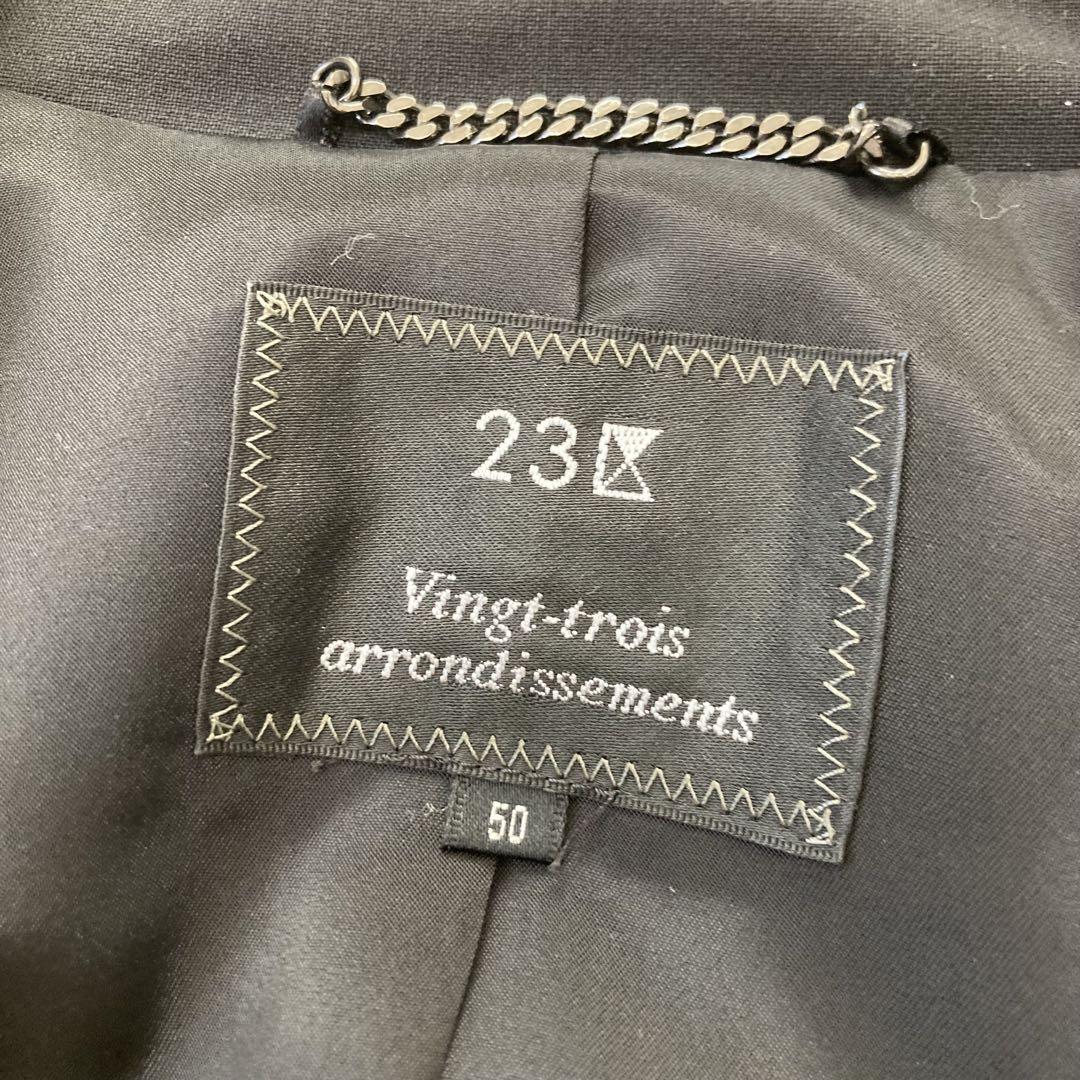 23区
Vingt-trois
arrondissements
50